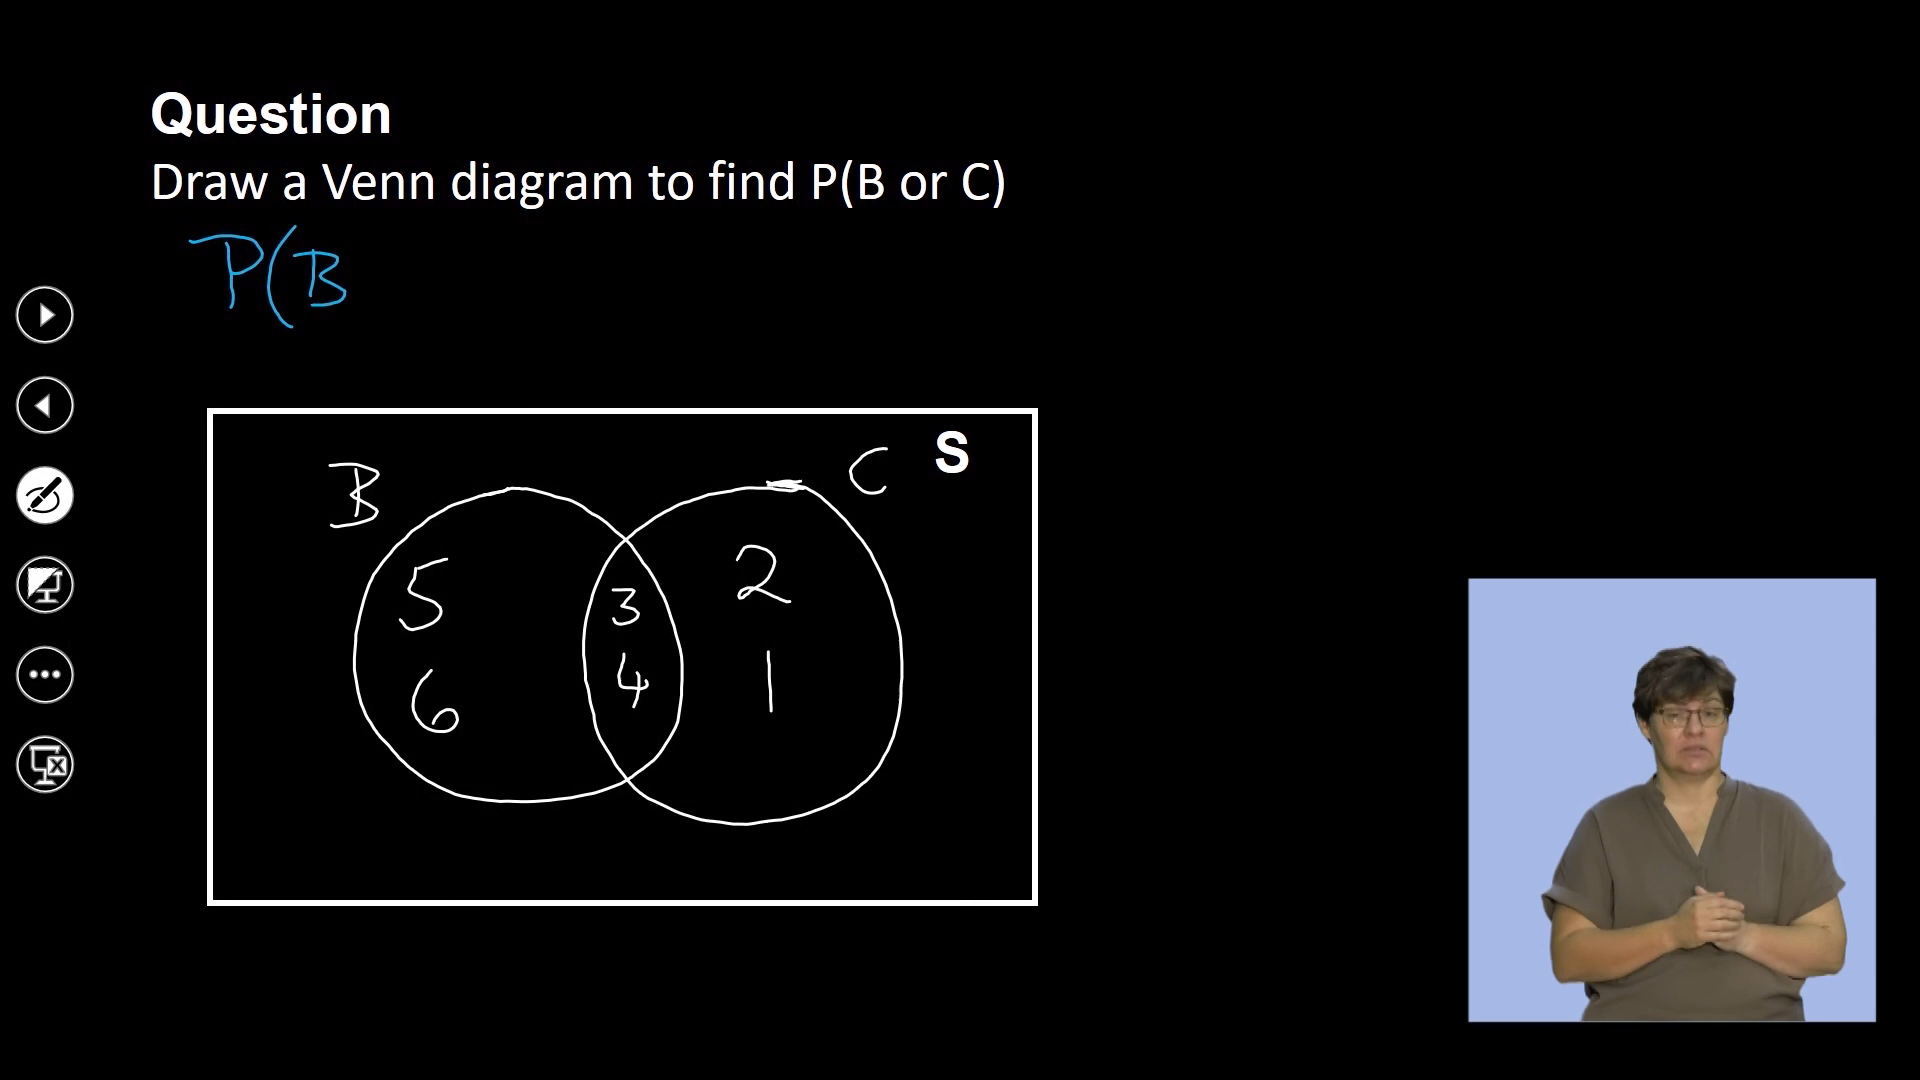 Question
Draw a Venn diagram to find P(B or C)
P(B
S
B
C
5
3
2
6
4
1